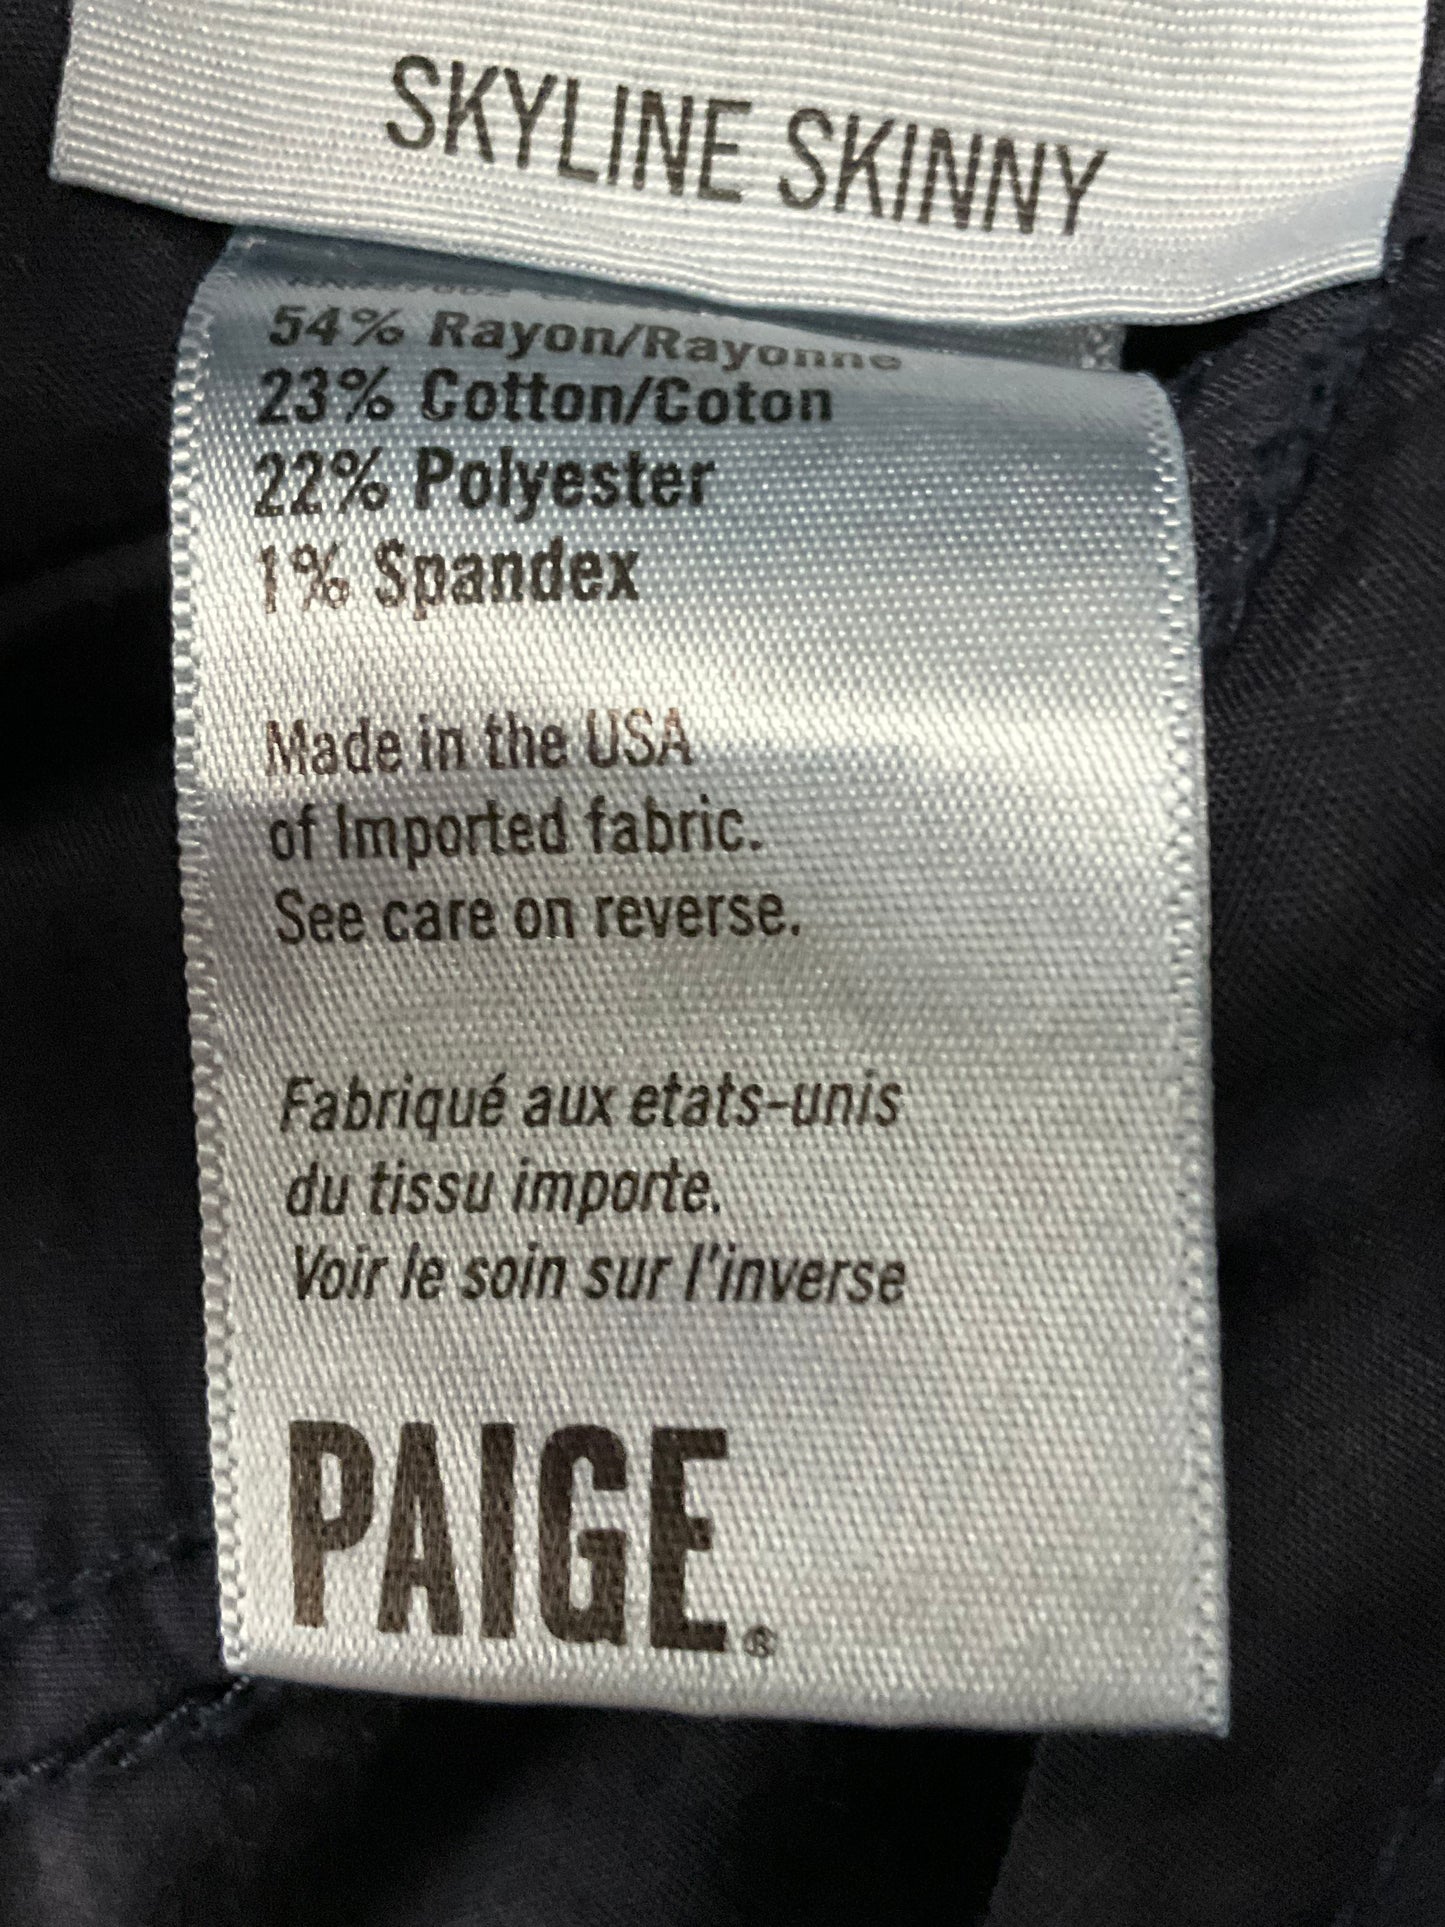 SKYLINE SKINNY
54% Rayon/Rayonne
23% Cotton/Coton
22% Polyester
1% Spandex
Made in the USA
of Imported fabric.
See care on reverse.
Fabriqué aux etats-unis
du tissu importe.
Voir le soin sur l'inverse
PAIGE®